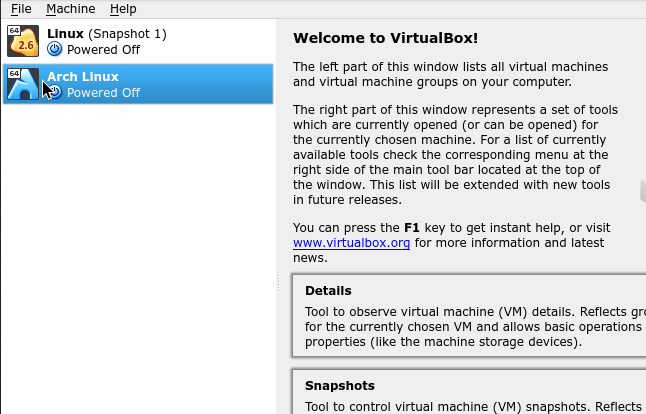 File Machine Help
64 2.6 Linux (Snapshot 1)
Powered Off
64 Arch Linux
Powered Off
Welcome to VirtualBox!
The left part of this window lists all virtual machines
and virtual machine groups on your computer.
The right part of this window represents a set of tools
which are currently opened (or can be opened) for
the currently chosen machine. For a list of currently
available tools check the corresponding menu at the
right side of the main tool bar located at the top of
the window. This list will be extended with new tools
in future releases.
You can press the F1 key to get instant help, or visit
www.virtualbox.org for more information and latest
news.
Details
Tool to observe virtual machine (VM) details. Reflects
for the currently chosen VM and allows basic operations
properties (like the machine storage devices).
Snapshots
Tool to control virtual machine (VM) snapshots. Reflects